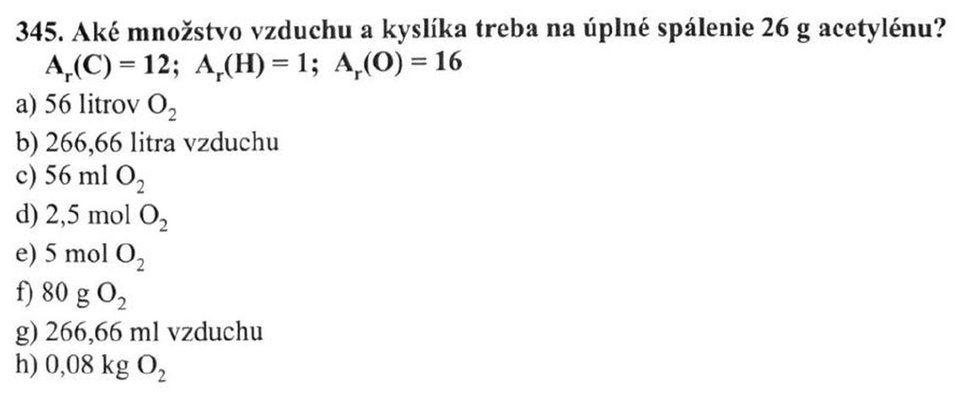 345. Aké množstvo vzduchu a kyslíka treba na úplné spálenie 26 g acetylénu?
Aᵣ(C) = 12; Aᵣ(H) = 1; Aᵣ(O) = 16
a) 56 litrov O₂
b) 266,66 litra vzduchu
c) 56 ml O₂
d) 2,5 mol O₂
e) 5 mol O₂
f) 80 g O₂
g) 266,66 ml vzduchu
h) 0,08 kg O₂